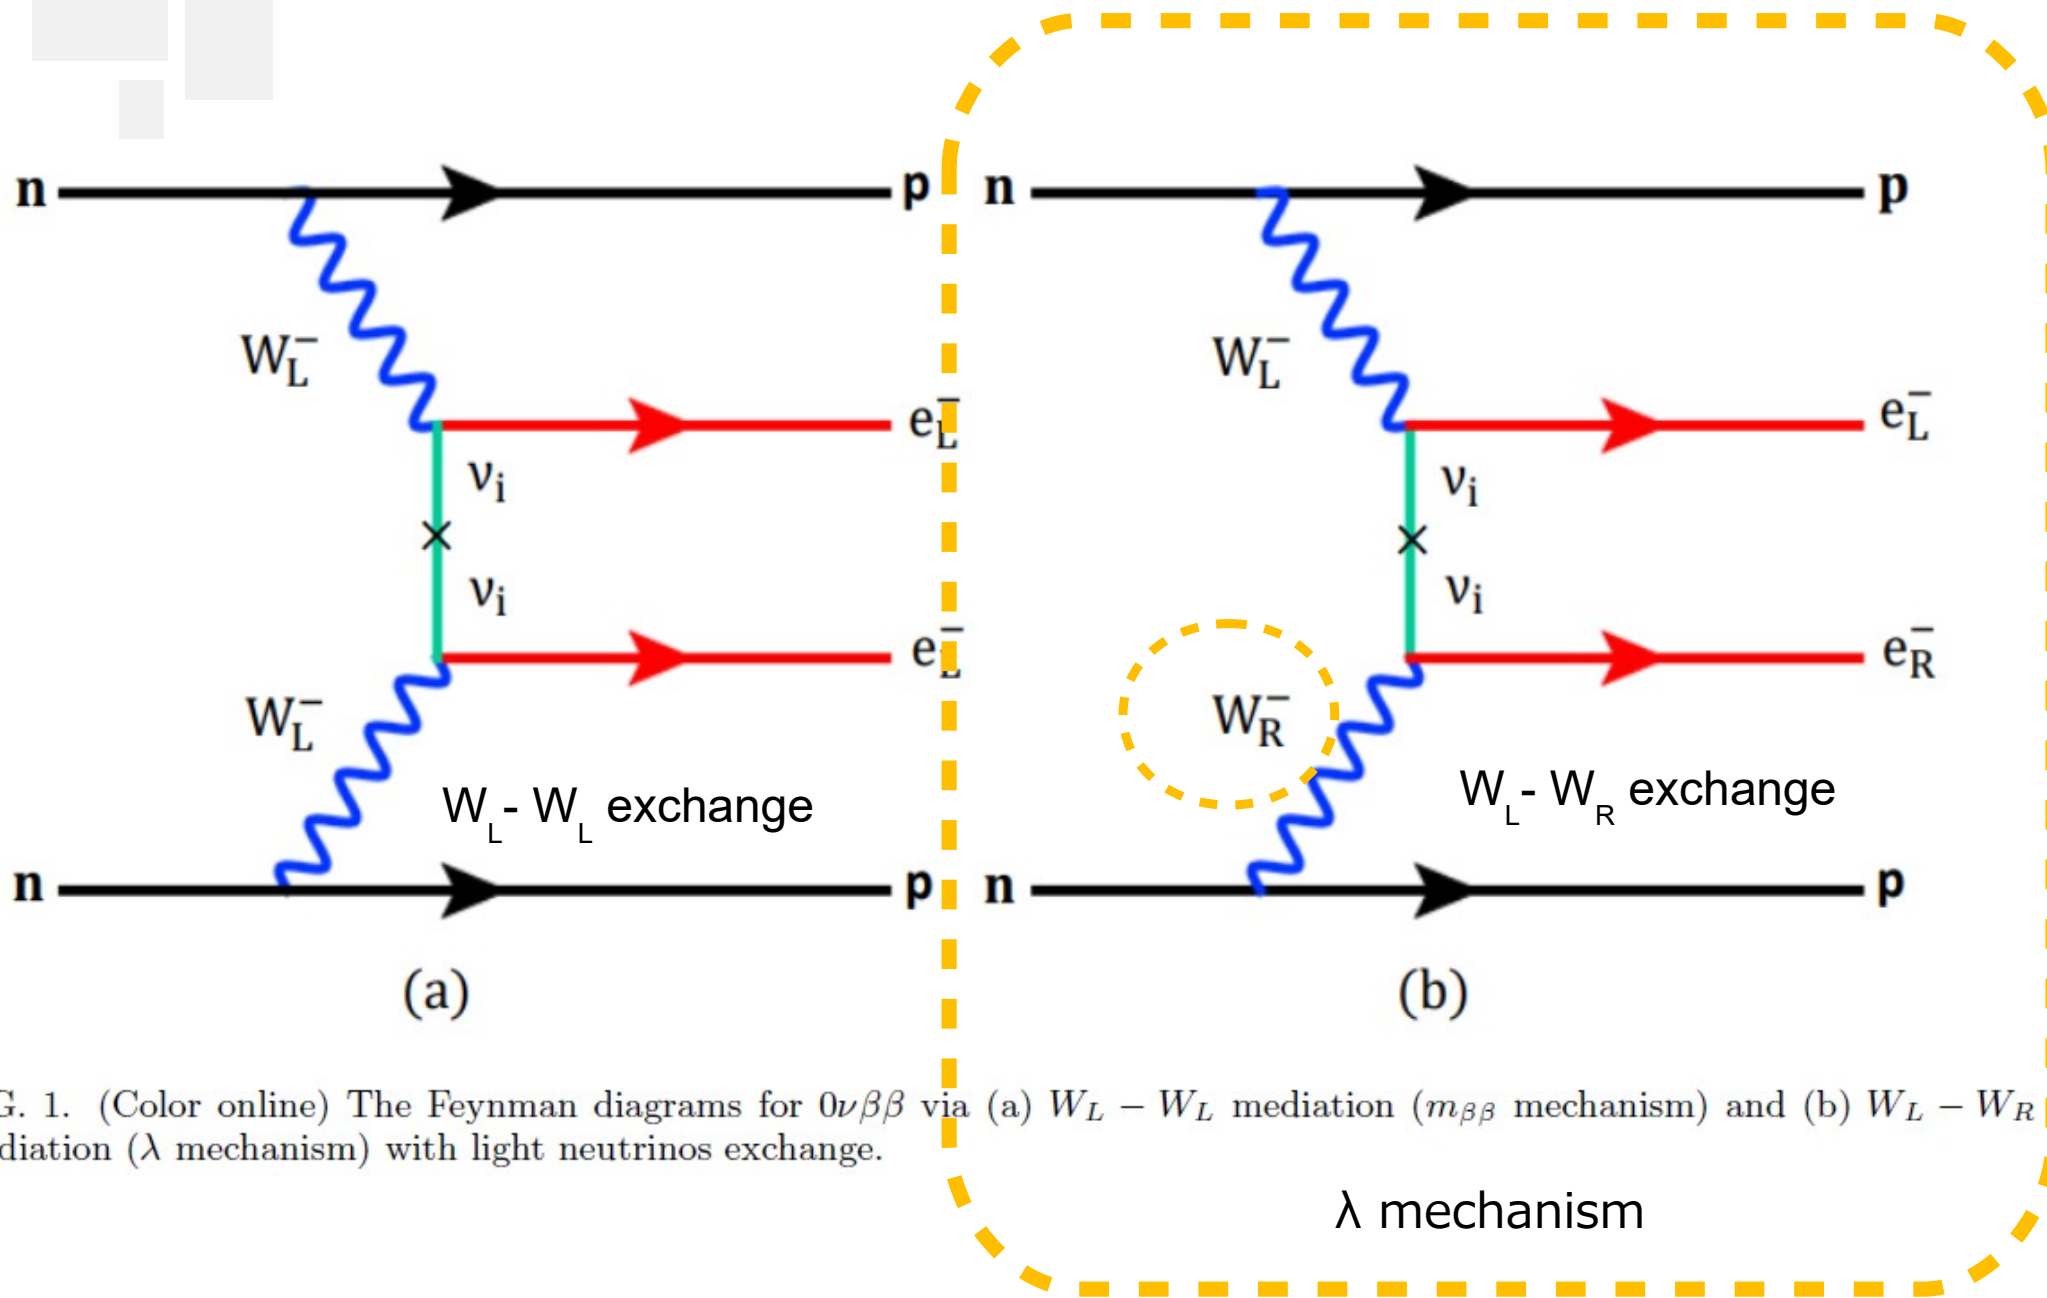 n
p
W_L^-
e_L^-
ν_i
ν_i
e_L^-
W_L^-
W_L- W_L exchange
n
p
(a)
n
p
W_L^-
e_L^-
ν_i
ν_i
e_R^-
W_R^-
W_L- W_R exchange
n
p
(b)
G. 1. (Color online) The Feynman diagrams for 0νββ via (a) W_L − W_L mediation (m_ββ mechanism) and (b) W_L − W_R
diation (λ mechanism) with light neutrinos exchange.
λ mechanism